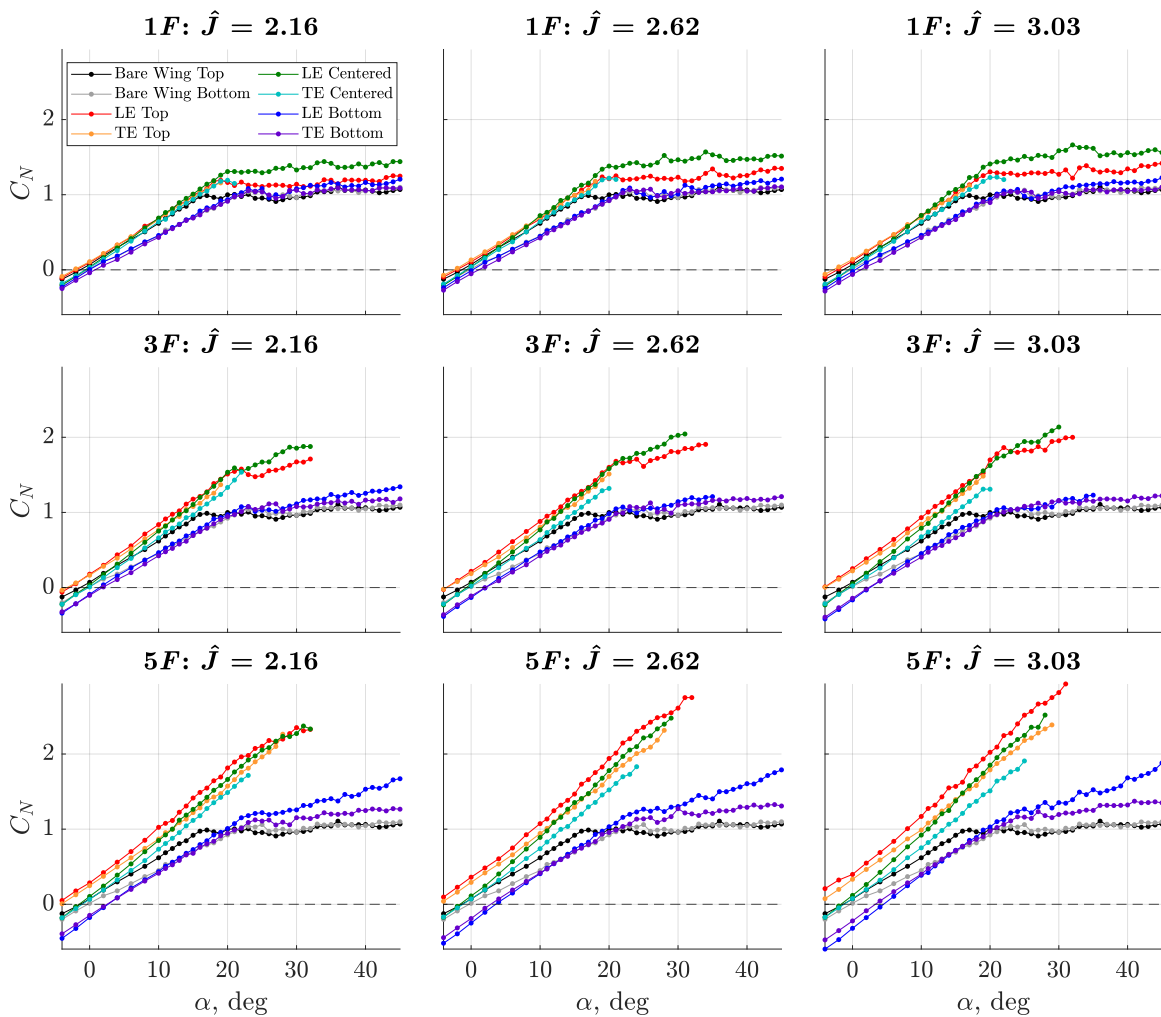 1F: Ĵ = 2.16 1F: Ĵ = 2.62 1F: Ĵ = 3.03
Bare Wing Top LE Centered
Bare Wing Bottom TE Centered
LE Top LE Bottom
TE Top TE Bottom
2
1
0
C_N
3F: Ĵ = 2.16 3F: Ĵ = 2.62 3F: Ĵ = 3.03
2
1
0
C_N
5F: Ĵ = 2.16 5F: Ĵ = 2.62 5F: Ĵ = 3.03
2
1
0
C_N
0 10 20 30 40 0 10 20 30 40 0 10 20 30 40
α, deg α, deg α, deg